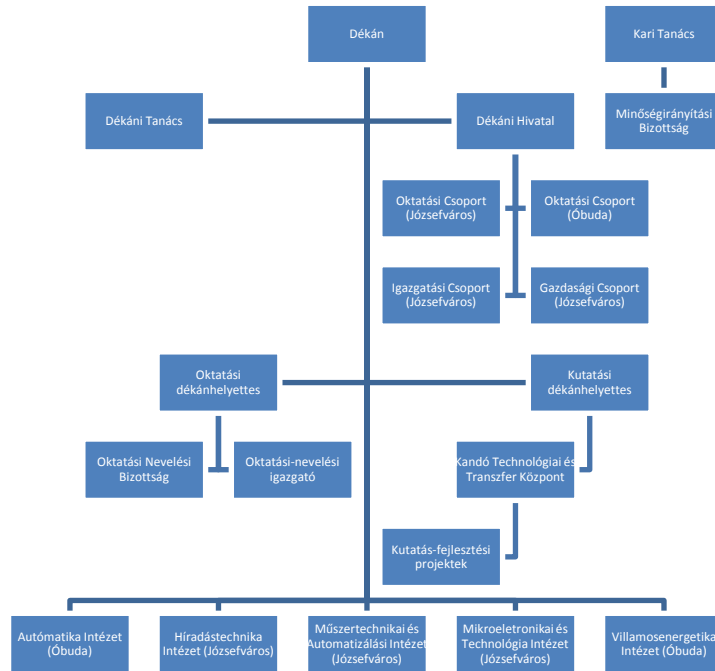 Dékán
Kari Tanács
Dékáni Tanács
Dékáni Hivatal
Minőségirányítási
Bizottság
Oktatási Csoport
(Józsefváros)
Oktatási Csoport
(Óbuda)
Igazgatási Csoport
(Józsefváros)
Gazdasági Csoport
(Józsefváros)
Oktatási
dékánhelyettes
Kutatási
dékánhelyettes
Oktatási Nevelési
Bizottság
Oktatási-nevelési
igazgató
Kandó Technológiai és
Transzfer Központ
Kutatás-fejlesztési
projektek
Autómatika Intézet
(Óbuda)
Híradástechnika
Intézet (Józsefváros)
Műszertechnikai és
Automatizálási Intézet
(Józsefváros)
Mikroeletronikai és
Technológia Intézet
(Józsefváros)
Villamosenergetika
Intézet (Óbuda)